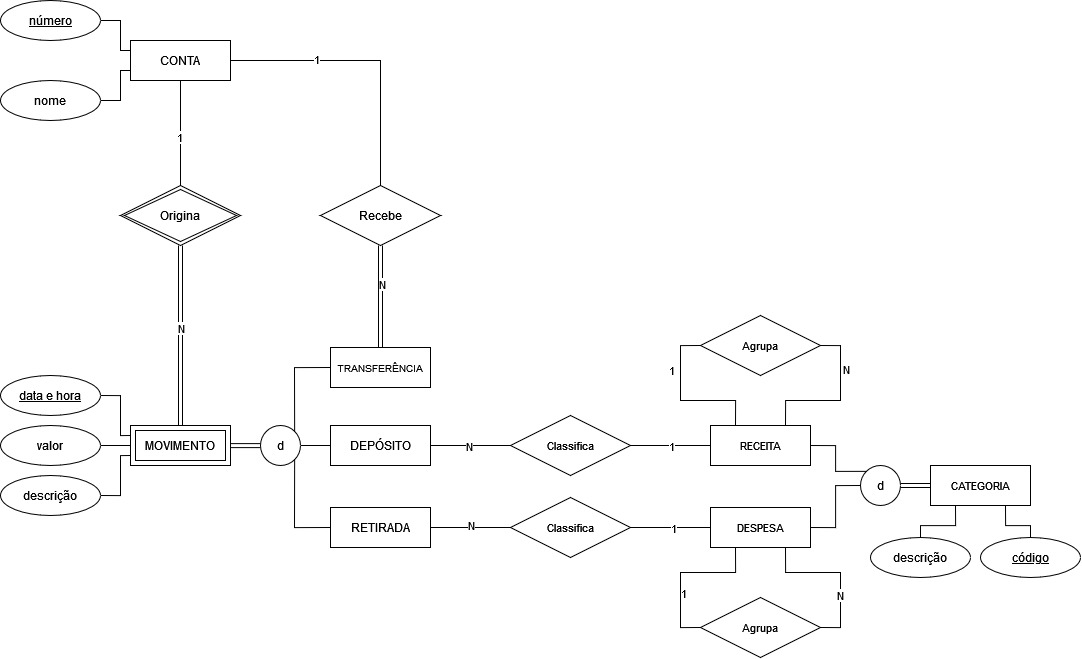 número
CONTA
1
nome
1
Origina
Recebe
N
N
TRANSFERÊNCIA
Agrupa
1
N
data e hora
valor
MOVIMENTO
d
DEPÓSITO
N
Classifica
1
RECEITA
descrição
d
CATEGORIA
RETIRADA
N
Classifica
1
DESPESA
descrição
código
1
N
Agrupa